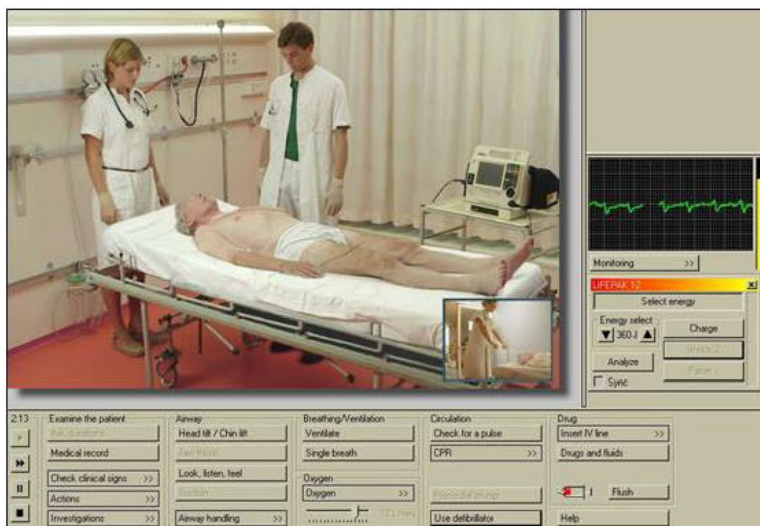 Monitoring >>
LIFEPAK 12
Select energy
Energy select
360 J
Charge
Analyze
Sync
2:13
Examine the patient
Ask questions
Medical record
Check clinical signs >>
Actions >>
Investigations >>
Airway
Head tilt / Chin lift
Jaw thrust
Look, listen, feel
Suction
Airway handling >>
Breathing/Ventilation
Ventilate
Single breath
Oxygen
Oxygen >>
Circulation
Check for a pulse
CPR >>
Precordial thump
Use defibrillator
Drug
Insert IV line >>
Drugs and fluids
1
Flush
Help